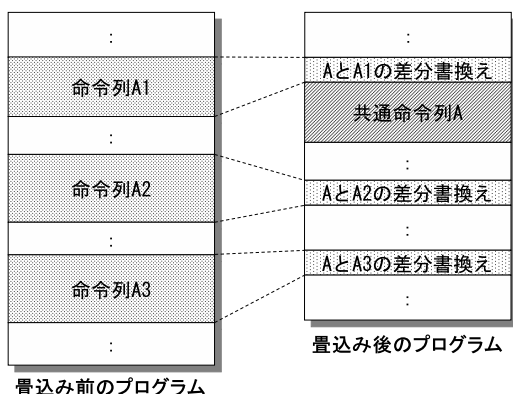 :
命令列A1
:
命令列A2
:
命令列A3
:
畳込み前のプログラム
:
AとA1の差分書換え
共通命令列A
:
AとA2の差分書換え
:
AとA3の差分書換え
:
畳込み後のプログラム